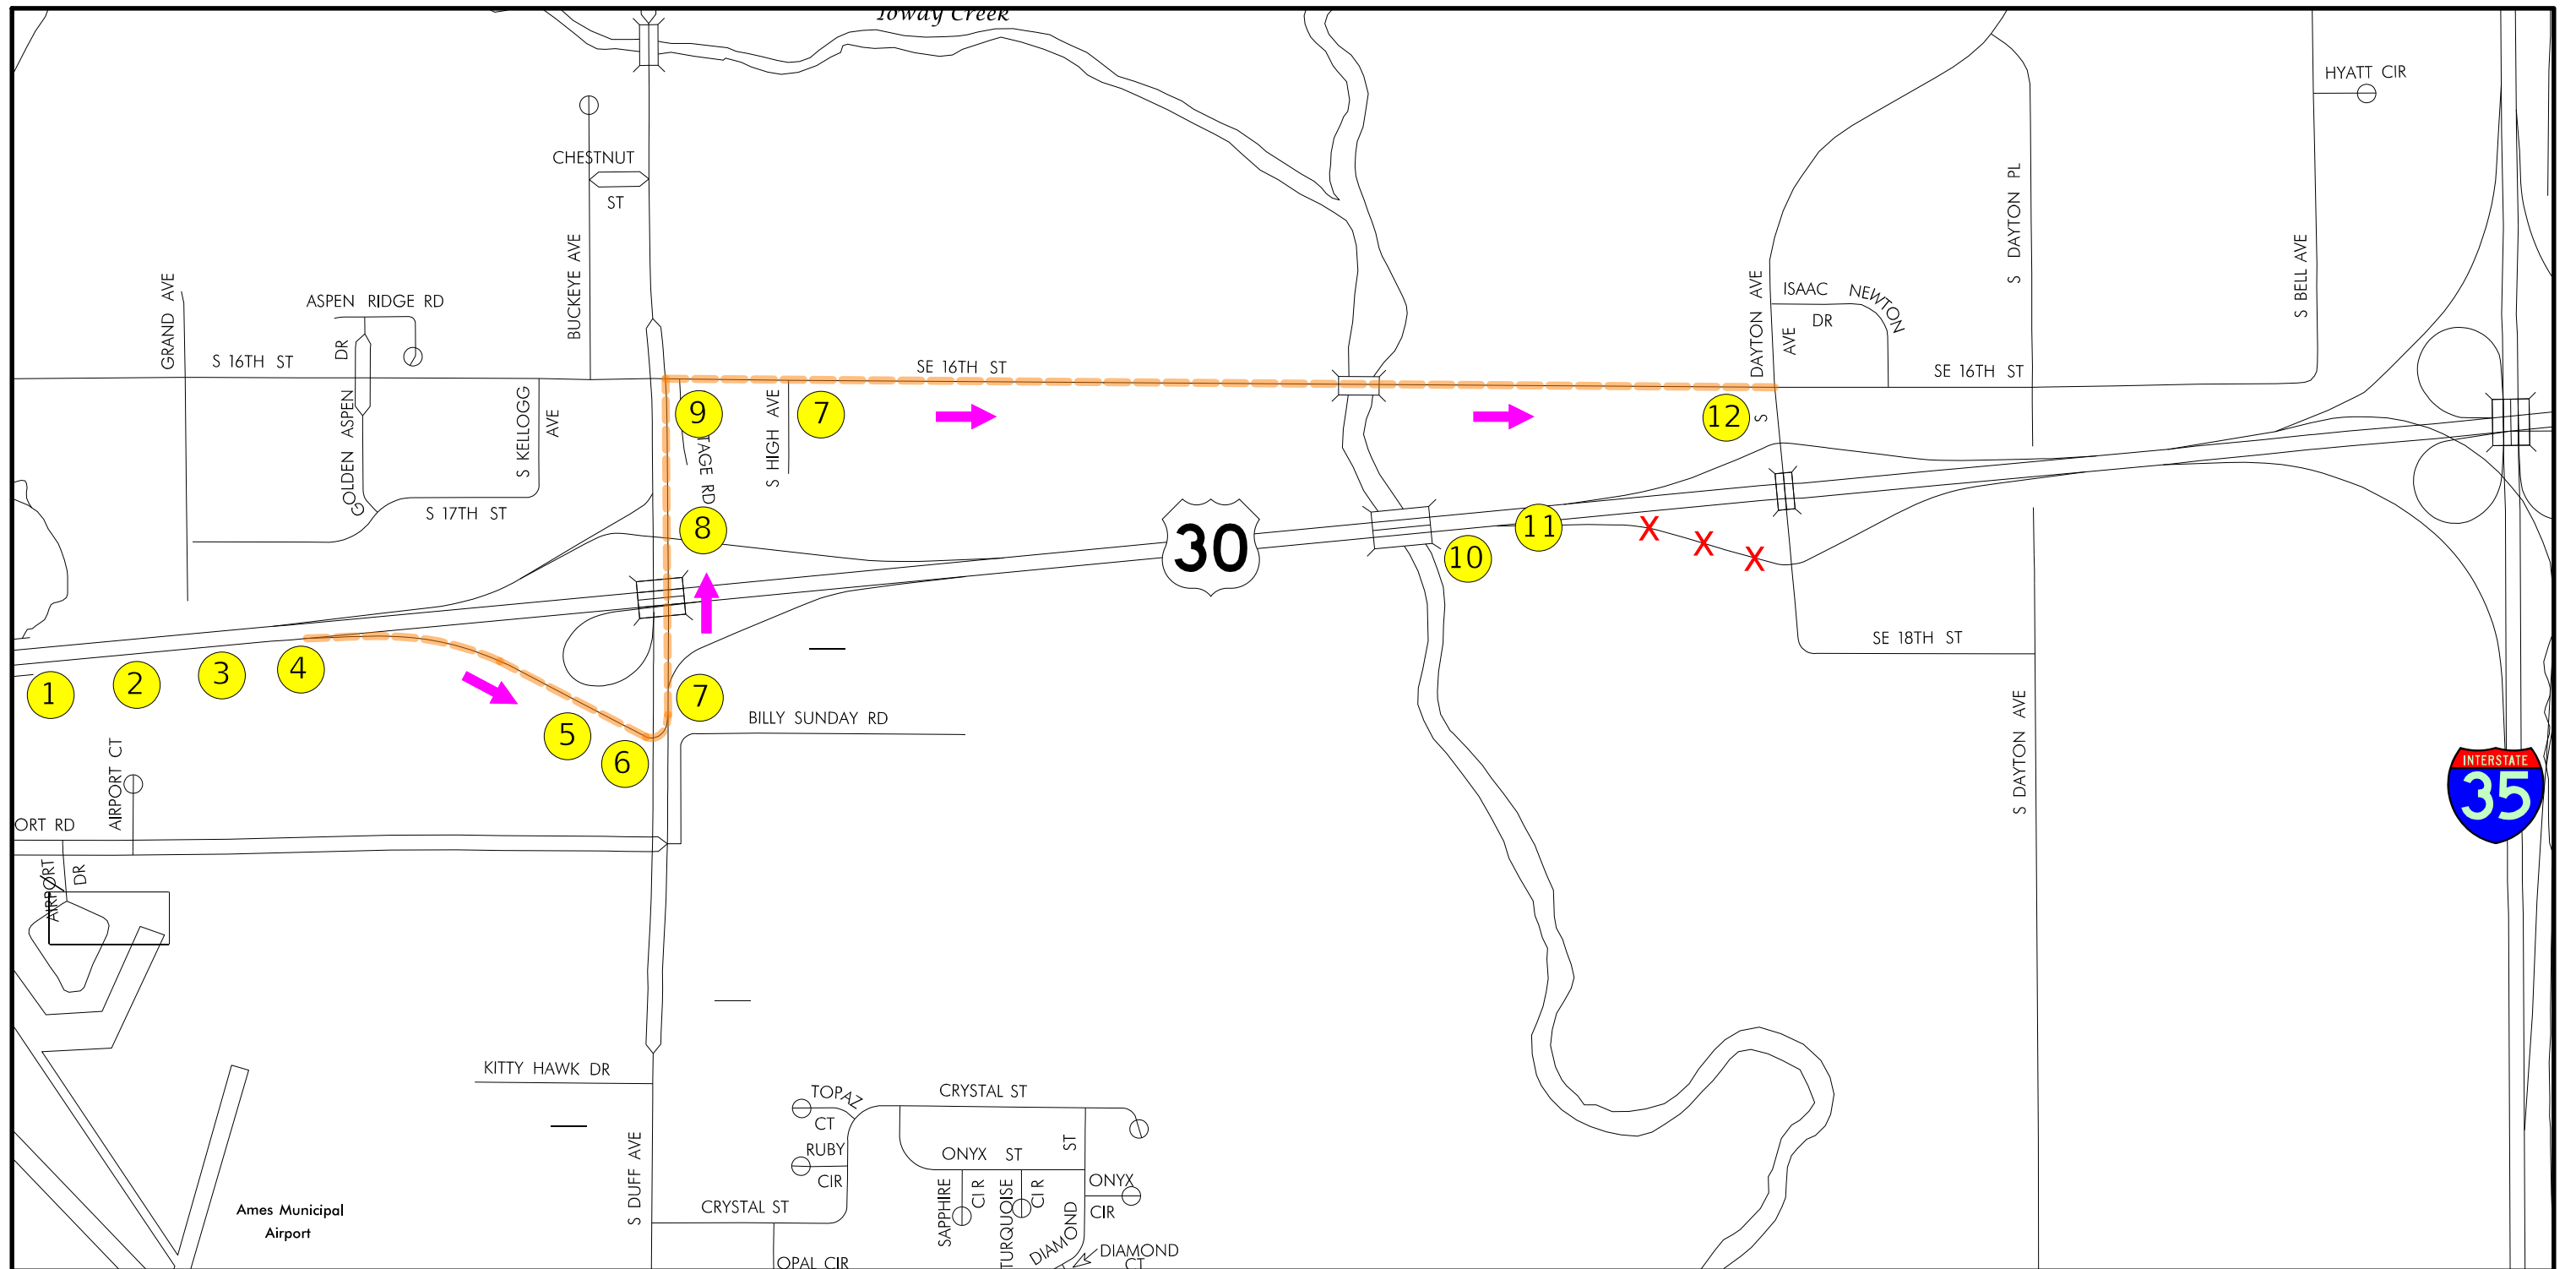 Ioway Creek
HYATT CIR
CHESTNUT
ST
BUCKEYE AVE
S DAYTON PL
S BELL AVE
GRAND AVE
ASPEN RIDGE RD
DAYTON AVE
S
ISAAC NEWTON
DR
AVE
S 16TH ST
SE 16TH ST
SE 16TH ST
GOLDEN ASPEN
DR
S KELLOGG
AVE
S HIGH AVE
9
7
12
TAGE RD
S 17TH ST
8
30
11
10
X
X
X
SE 18TH ST
1
2
3
4
5
6
7
BILLY SUNDAY RD
S DAYTON AVE
INTERSTATE
35
AIRPORT CT
ORT RD
AIRPORT
DR
KITTY HAWK DR
S DUFF AVE
TOPAZ
CT
CRYSTAL ST
RUBY
CIR
ONYX ST
ST
ONYX
CIR
SAPPHIRE
CIR
TURQUOISE
CIR
DIAMOND
DIAMOND
CT
CRYSTAL ST
OPAL CIR
Ames Municipal
Airport